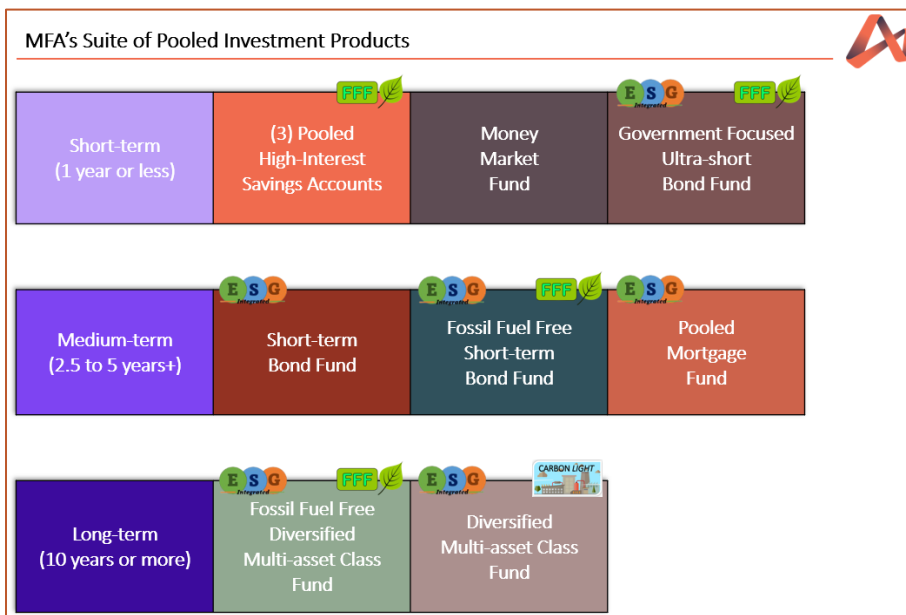 MFA's Suite of Pooled Investment Products
FFF
E S G
Integrated
FFF
Short-term
(1 year or less)
(3) Pooled
High-Interest
Savings Accounts
Money
Market
Fund
Government Focused
Ultra-short
Bond Fund
E S G
Integrated
E S G
Integrated
FFF
E S G
Integrated
Medium-term
(2.5 to 5 years+)
Short-term
Bond Fund
Fossil Fuel Free
Short-term
Bond Fund
Pooled
Mortgage
Fund
E S G
Integrated
FFF
E S G
Integrated
CARBON LIGHT
Long-term
(10 years or more)
Fossil Fuel Free
Diversified
Multi-asset Class
Fund
Diversified
Multi-asset Class
Fund